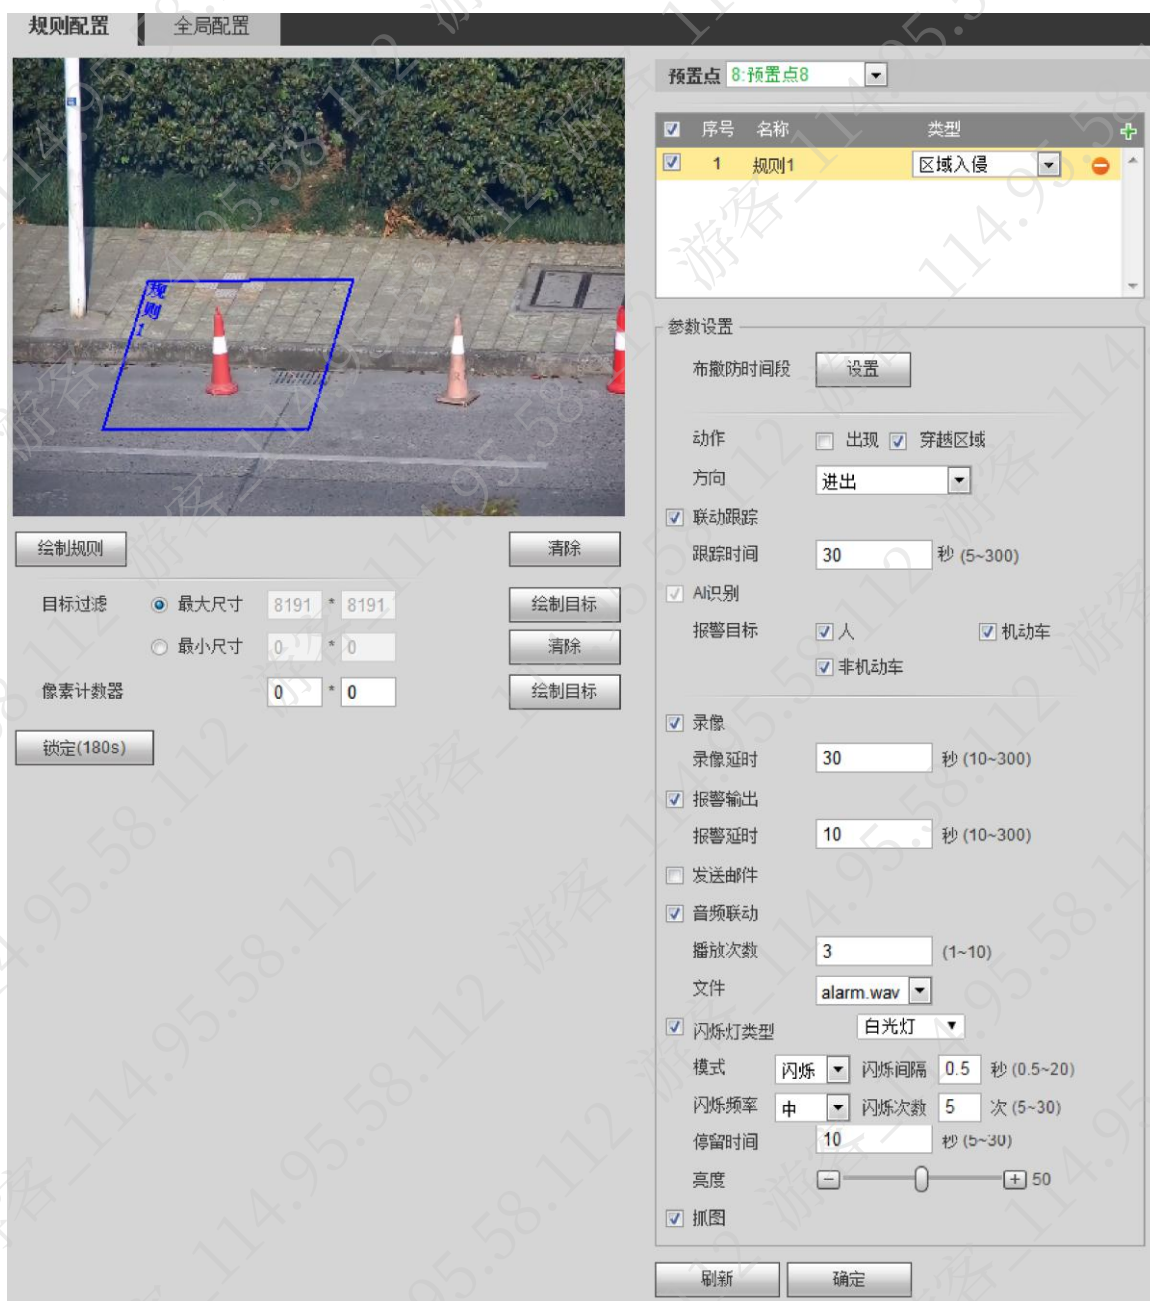 规则配置 全局配置
预置点 8:预置点8
序号 名称 类型
1 规则1 区域入侵
规则1
参数设置
布撤防时间段 设置
动作 出现 穿越区域
方向 进出
联动跟踪
跟踪时间 30 秒 (5~300)
AI识别
报警目标 人 机动车
非机动车
录像
录像延时 30 秒 (10~300)
报警输出
报警延时 10 秒 (10~300)
发送邮件
音频联动
播放次数 3 (1~10)
文件 alarm.wav
闪烁灯类型 白光灯
模式 闪烁 闪烁间隔 0.5 秒 (0.5~20)
闪烁频率 中 闪烁次数 5 次 (5~30)
停留时间 10 秒 (5~30)
亮度 50
抓图
刷新 确定
绘制规则 清除
目标过滤 最大尺寸 8191 * 8191 绘制目标
最小尺寸 0 * 0 清除
像素计数器 0 * 0 绘制目标
锁定(180s)
游客_114.95.58.112